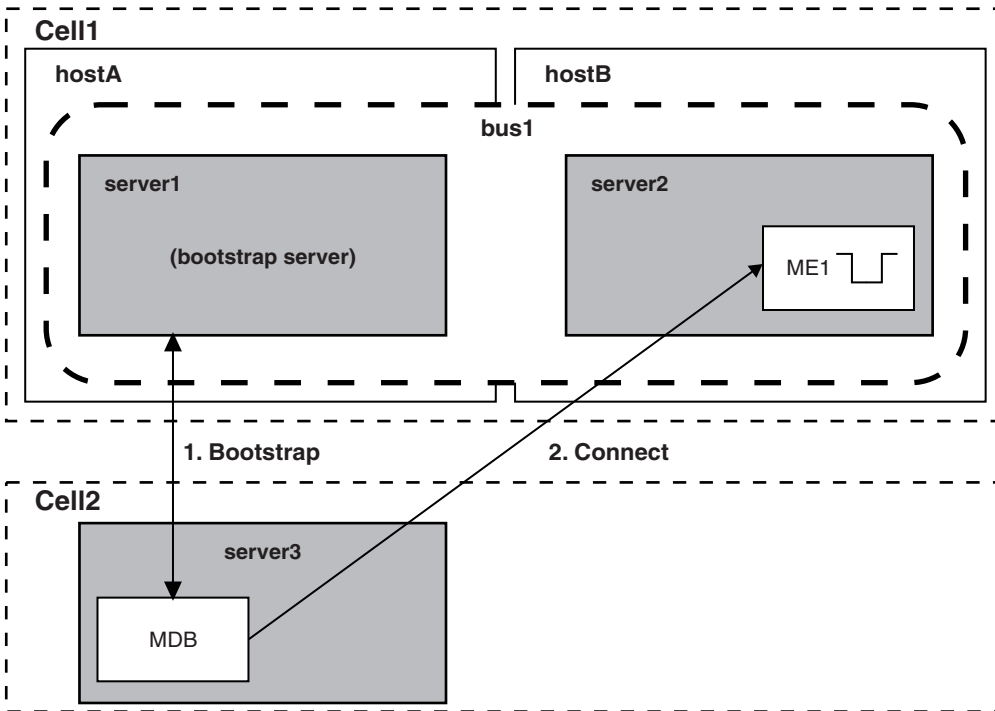 Cell1
hostA
hostB
bus1
server1
server2
(bootstrap server)
ME1
1. Bootstrap
2. Connect
Cell2
server3
MDB